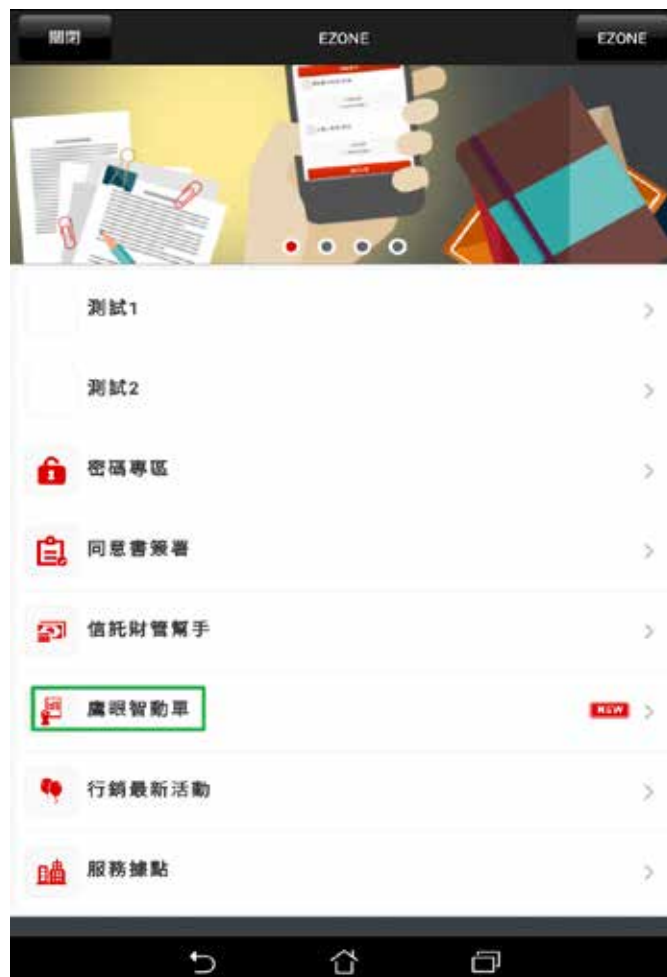 關閉
EZONE
EZONE
測試1
測試2
密碼專區
同意書簽署
信託財管幫手
鷹眼智動單
NEW
行銷最新活動
服務據點